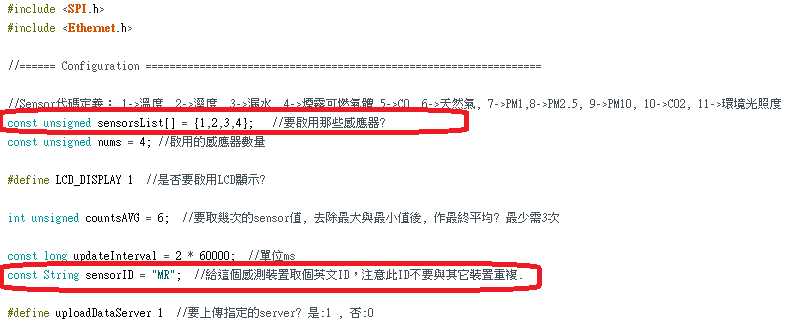 #include <SPI.h>
#include <Ethernet.h>
//====== Configuration ==================================================================
//Sensor代碼定義： 1->溫度, 2->溼度, 3->漏水, 4->煙霧可燃氣體 5->CO, 6->天然氣, 7->PM1,8->PM2.5, 9->PM10, 10->CO2, 11->環境光照度
const unsigned sensorsList[] = {1,2,3,4};  //要啟用那些感應器?
const unsigned nums = 4; //啟用的感應器數量
#define LCD_DISPLAY 1  //是否要啟用LCD顯示?
int unsigned countsAVG = 6;  //要取幾次的sensor值, 去除最大與最小值後, 作最終平均? 最少需3次
const long updateInterval = 2 * 60000;  //單位ms
const String sensorID = "MR";  //給這個感測裝置取個英文ID，注意此ID不要與其它裝置重複.
#define uploadDataServer 1  //要上傳指定的server? 是:1 , 否:0